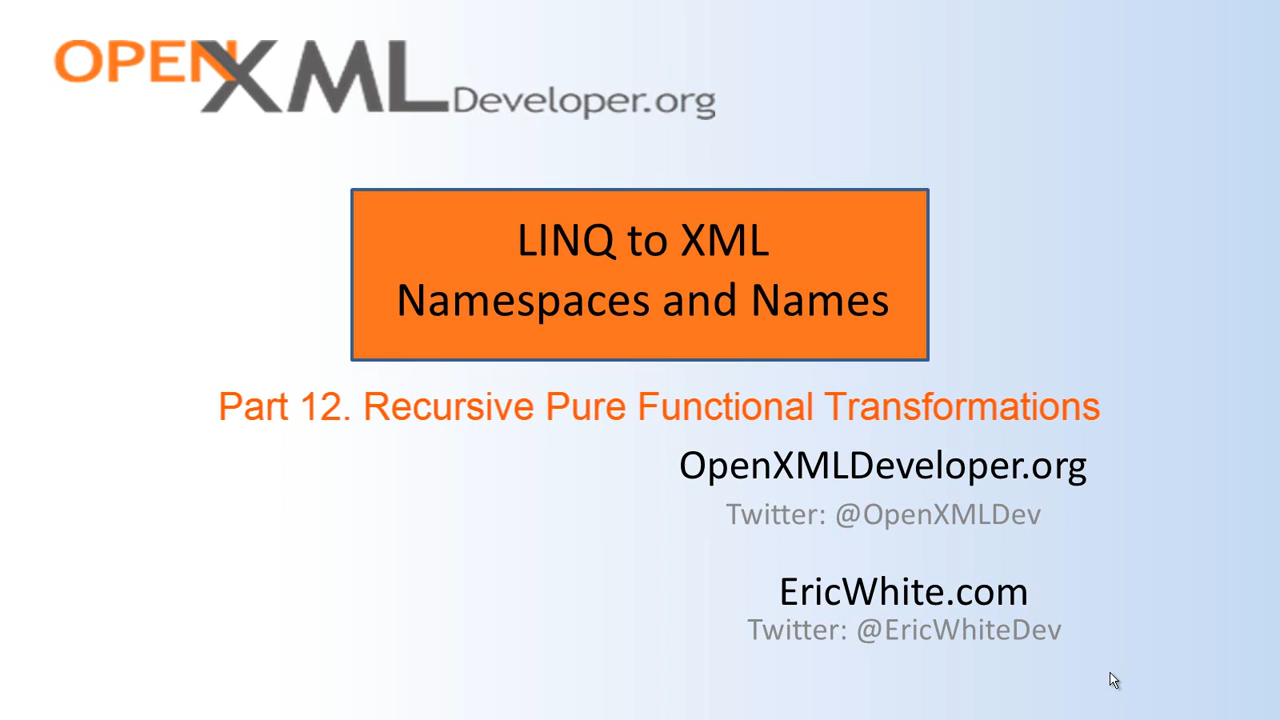 OPENXMLDeveloper.org
LINQ to XML
Namespaces and Names
Part 12. Recursive Pure Functional Transformations
OpenXMLDeveloper.org
Twitter: @OpenXMLDev
EricWhite.com
Twitter: @EricWhiteDev